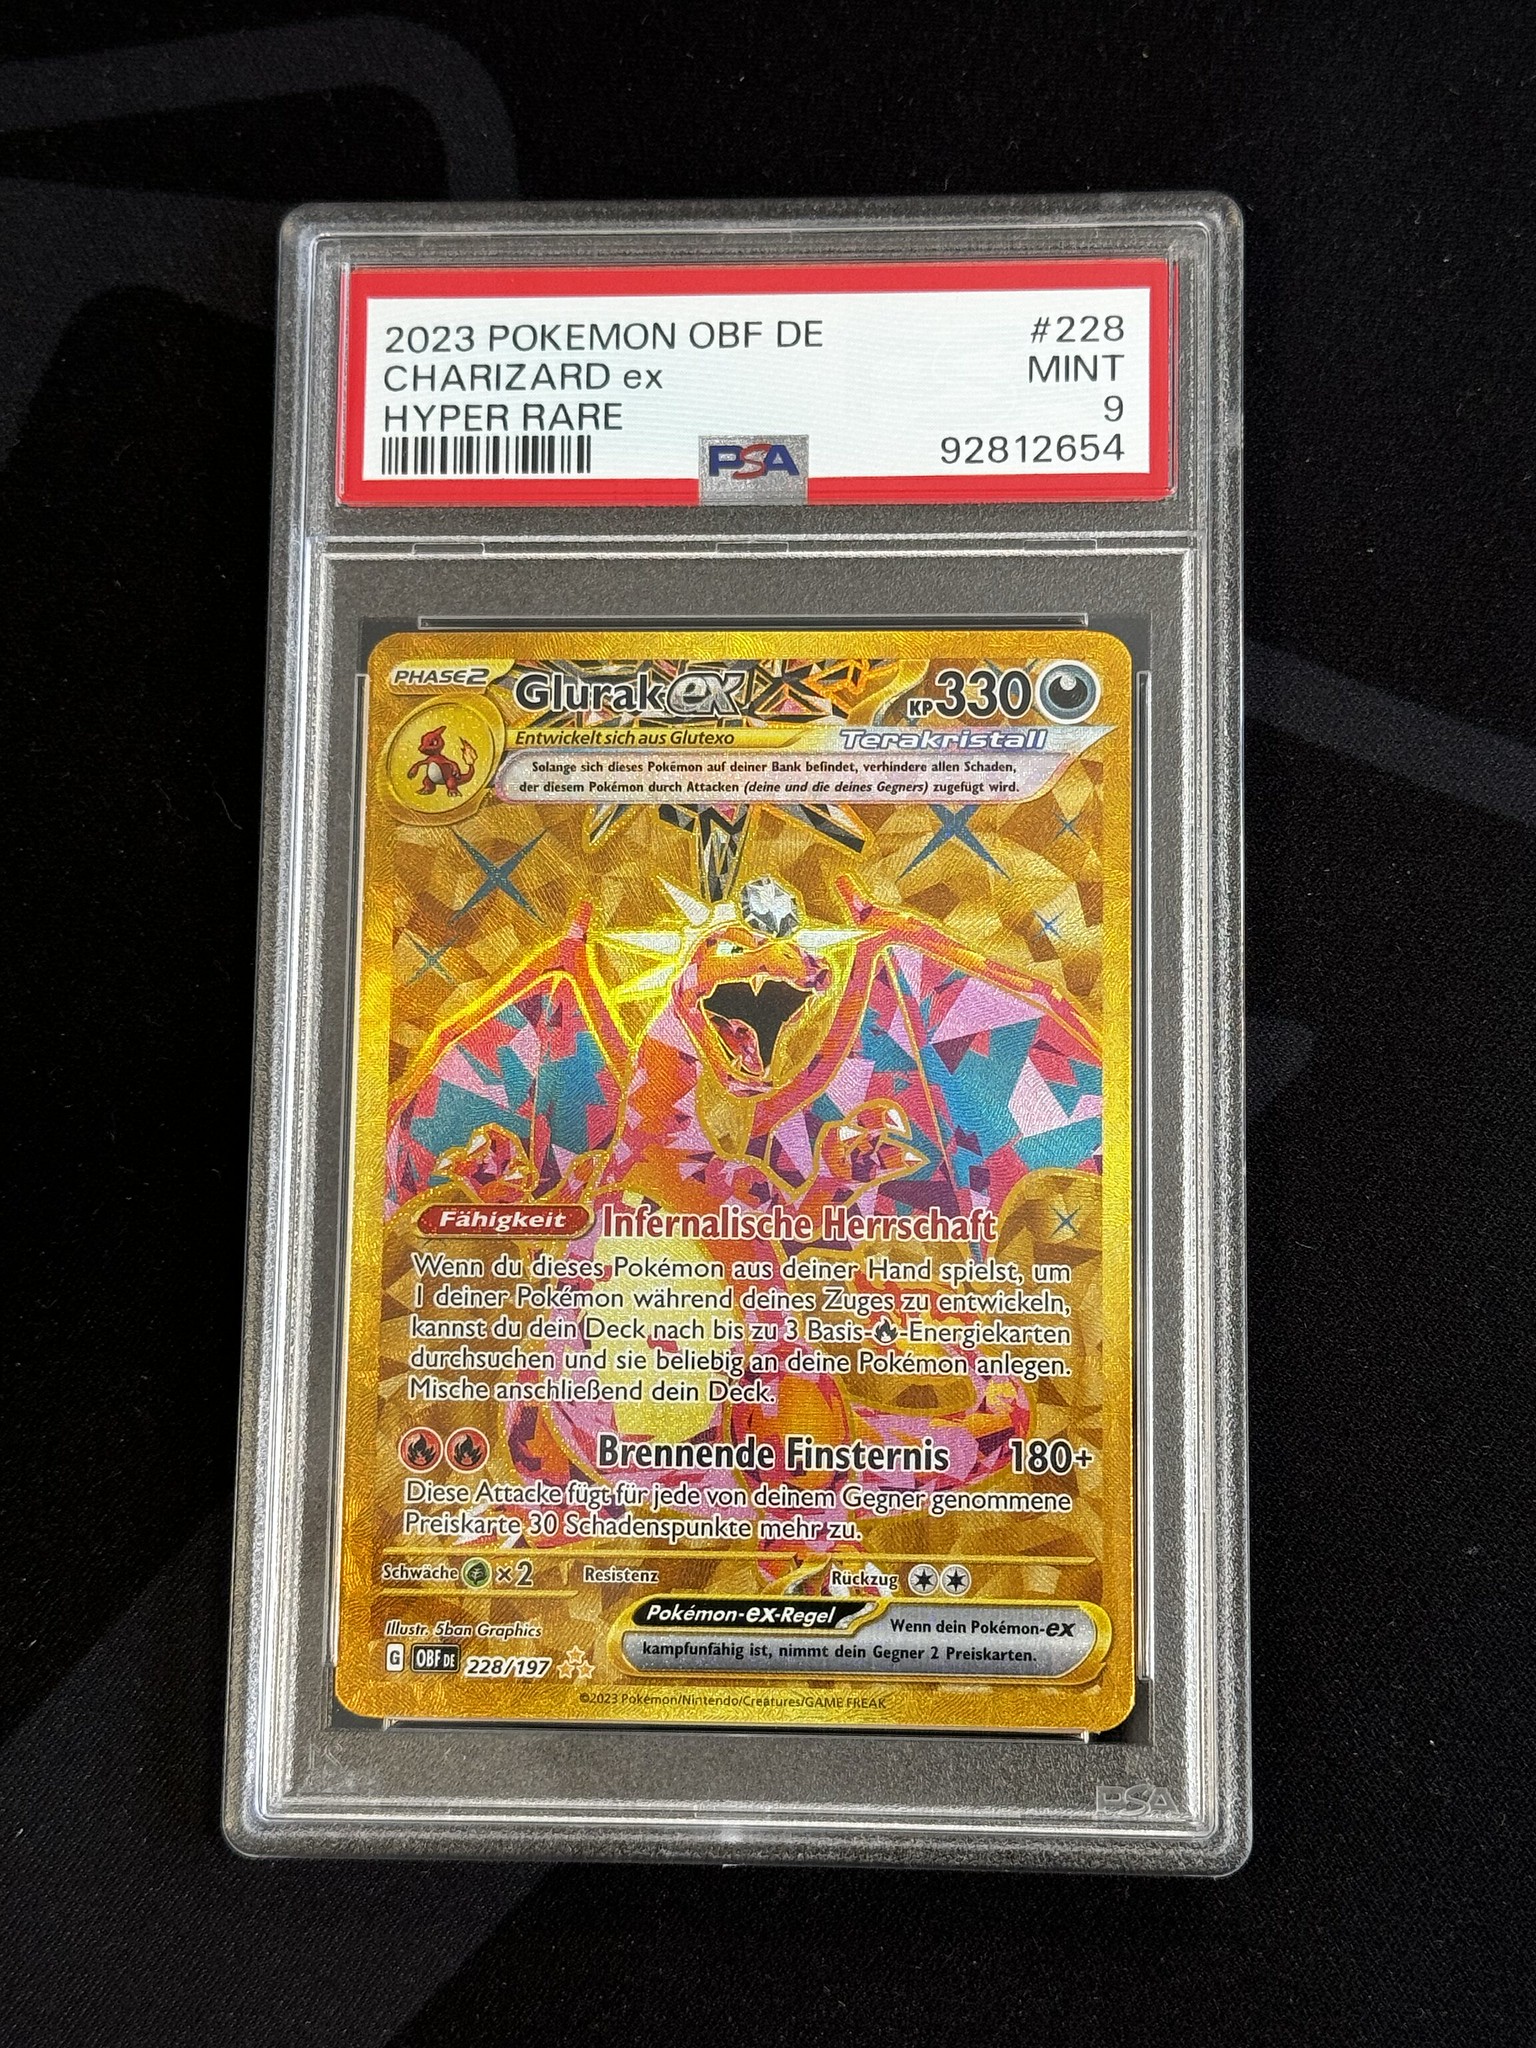 2023 POKEMON OBF DE #228
CHARIZARD ex MINT
HYPER RARE 9
PSA 92812654
PHASE 2 Glurak ex KP 330
Entwickelt sich aus Glutexo Terakristall
Solange sich dieses Pokémon auf deiner Bank befindet, verhindere allen Schaden,
der diesem Pokémon durch Attacken (deine und die deines Gegners) zugefügt wird.
Fähigkeit Infernalische Herrschaft
Wenn du dieses Pokémon aus deiner Hand spielst, um
1 deiner Pokémon während deines Zuges zu entwickeln,
kannst du dein Deck nach bis zu 3 Basis-🔥-Energiekarten
durchsuchen und sie beliebig an deine Pokémon anlegen.
Mische anschließend dein Deck.
Brennende Finsternis 180+
Diese Attacke fügt für jede von deinem Gegner genommene
Preiskarte 30 Schadenspunkte mehr zu.
Schwäche ×2 Resistenz Rückzug
Illustr. 5ban Graphics
G OBF DE 228/197
Pokémon-ex-Regel Wenn dein Pokémon-ex
kampfunfähig ist, nimmt dein Gegner 2 Preiskarten.
©2023 Pokémon/Nintendo/Creatures/GAME FREAK
PSA